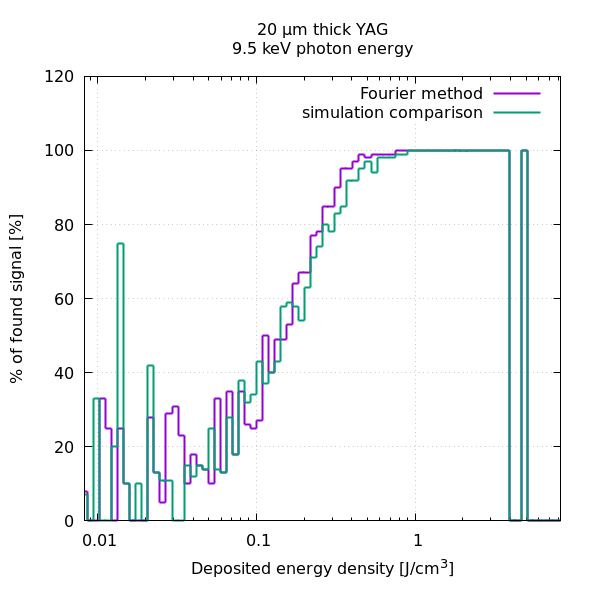 20 µm thick YAG
9.5 keV photon energy
Fourier method
simulation comparison
120
100
80
60
40
20
0
% of found signal [%]
0.01 0.1 1
Deposited energy density [J/cm³]